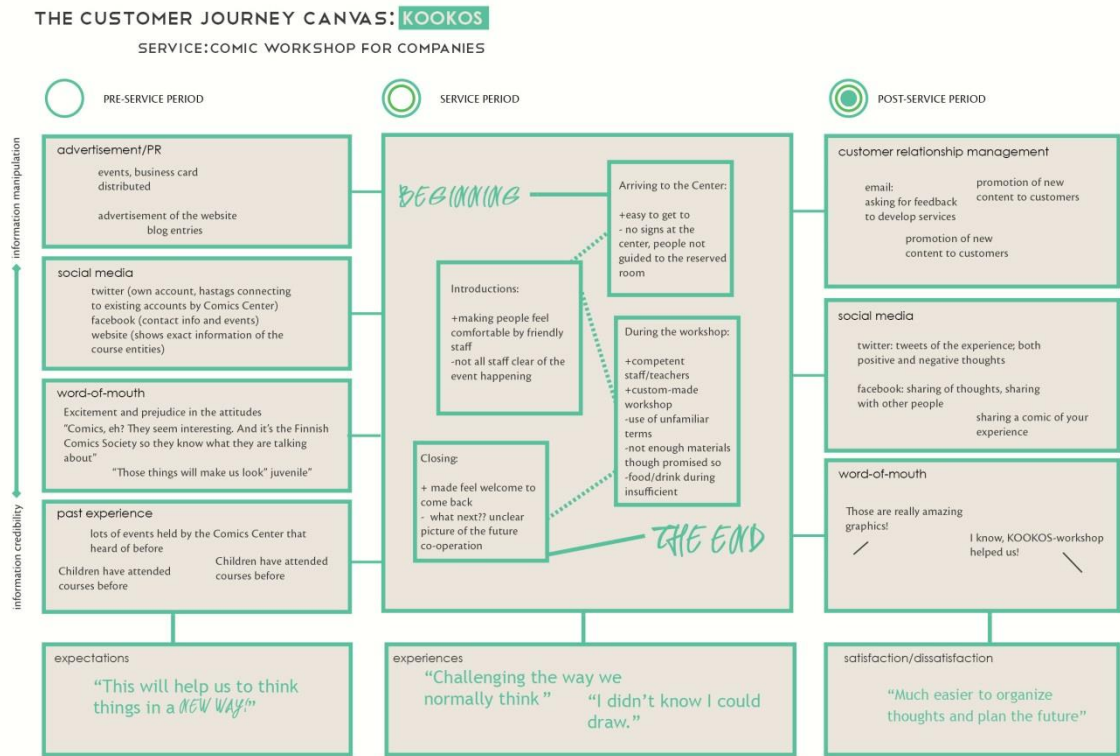 THE CUSTOMER JOURNEY CANVAS: KOOKOS
SERVICE:COMIC WORKSHOP FOR COMPANIES
PRE-SERVICE PERIOD
SERVICE PERIOD
POST-SERVICE PERIOD
information manipulation
information credibility
advertisement/PR
events, business card
distributed
advertisement of the website
blog entries
social media
twitter (own account, hastags connecting
to existing accounts by Comics Center)
facebook (contact info and events)
website (shows exact information of the
course entities)
word-of-mouth
Excitement and prejudice in the attitudes
"Comics, eh? They seem interesting. And it's the Finnish
Comics Society so they know what they are talking
about"
"Those things will make us look" juvenile"
past experience
lots of events held by the Comics Center that
heard of before
Children have attended
courses before
Children have attended
courses before
BEGINNING
Arriving to the Center:
+easy to get to
- no signs at the
center, people not
guided to the reserved
room
Introductions:
+making people feel
comfortable by friendly
staff
-not all staff clear of the
event happening
During the workshop:
+competent
staff/teachers
+custom-made
workshop
-use of unfamiliar
terms
-not enough materials
though promised so
-food/drink during
insufficient
Closing:
+ made feel welcome to
come back
- what next?? unclear
picture of the future
co-operation
THE END
customer relationship management
email:
asking for feedback
to develop services
promotion of new
content to customers
promotion of new
content to customers
social media
twitter: tweets of the experience; both
positive and negative thoughts
facebook: sharing of thoughts, sharing
with other people
sharing a comic of your
experience
word-of-mouth
Those are really amazing
graphics!
I know, KOOKOS-workshop
helped us!
expectations
"This will help us to think
things in a NEW WAY!"
experiences
"Challenging the way we
normally think"
"I didn't know I could
draw."
satisfaction/dissatisfaction
"Much easier to organize
thoughts and plan the future"